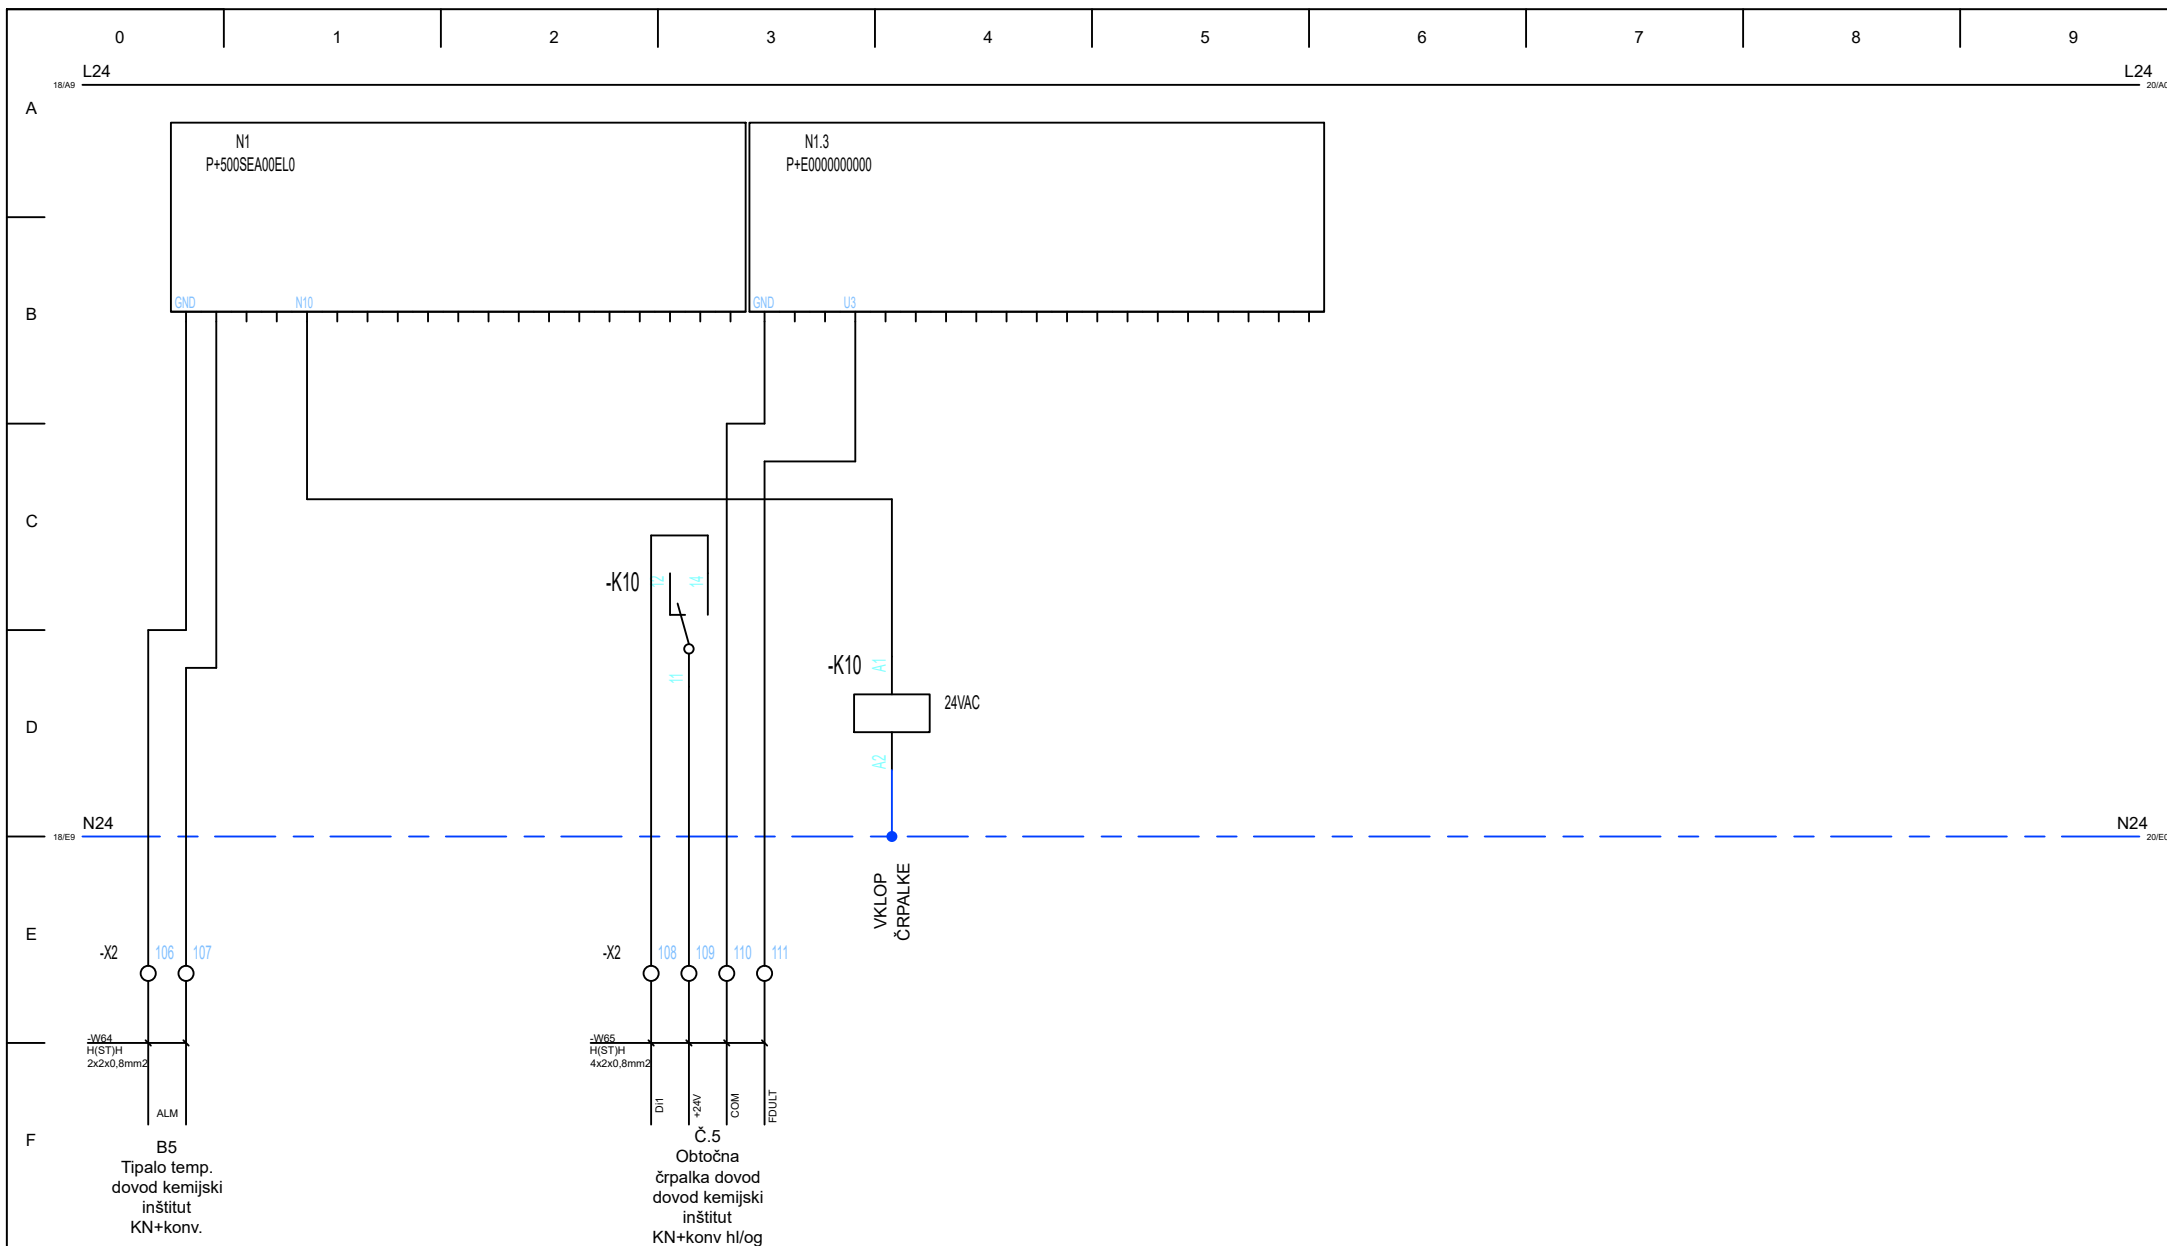 0 1 2 3 4 5 6 7 8 9
L24 L24
18/A9 20/A0
A
N1 N1.3
P+500SEA00EL0 P+E0000000000
GND N10 GND U3
B
C
-K10 12 14
11
-K10 A1
24VAC
A2
D
N24 N24
18/E9 20/E0
VKLOP
ČRPALKE
E
-X2 106 107 -X2 108 109 110 111
-W64 -W65
H(ST)H H(ST)H
2x2x0,8mm2 4x2x0,8mm2
ALM Di1 +24V COM FDULT
F
B5
Tipalo temp.
dovod kemijski
inštitut
KN+konv.
Č.5
Obtočna
črpalka dovod
dovod kemijski
inštitut
KN+konv hl/og